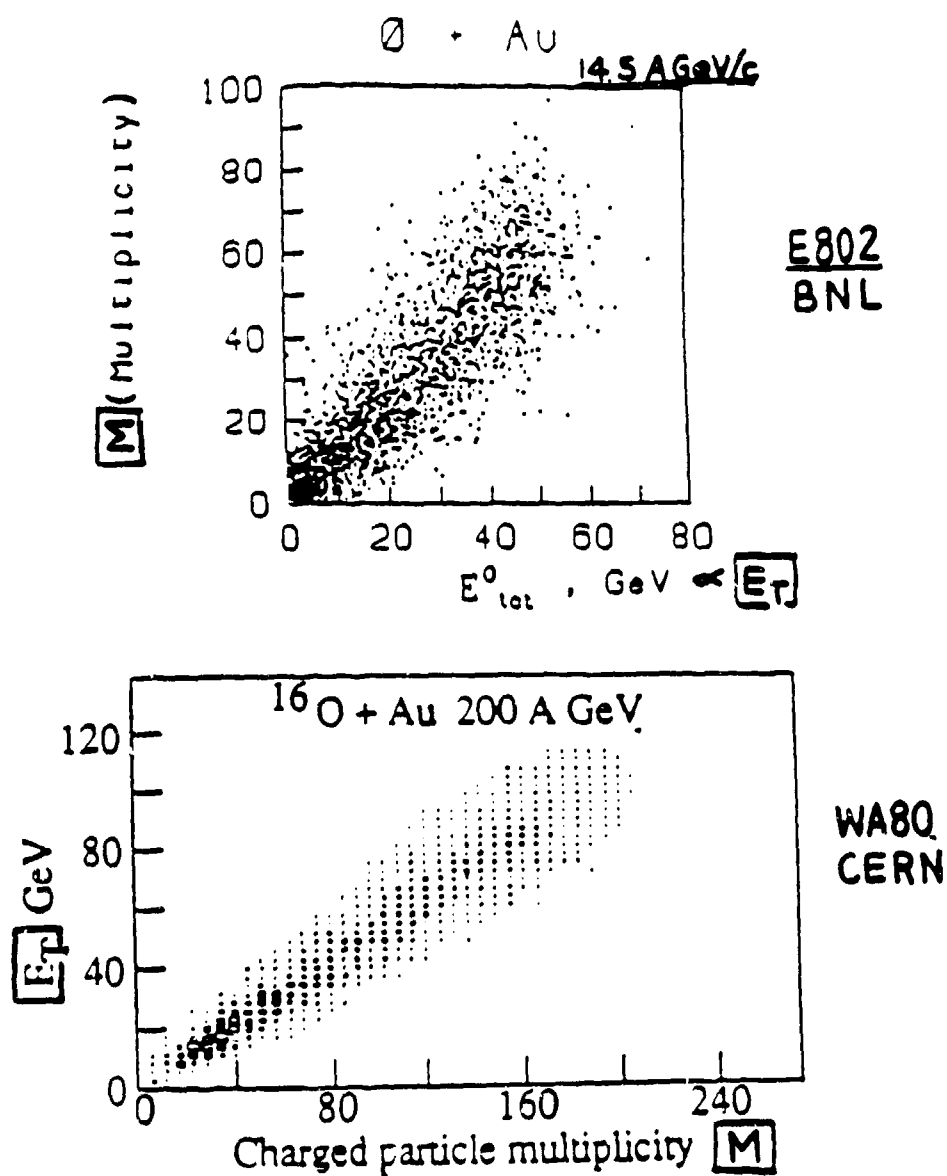 O + Au
14.5 A GeV/c
M (Multiplicity)
100
80
60
40
20
0
0 20 40 60 80
E⁰tot , GeV ∝ ET
E802
BNL
¹⁶O + Au 200 A GeV
ET GeV
120
80
40
0
0 80 160 240
Charged particle multiplicity M
WA80
CERN